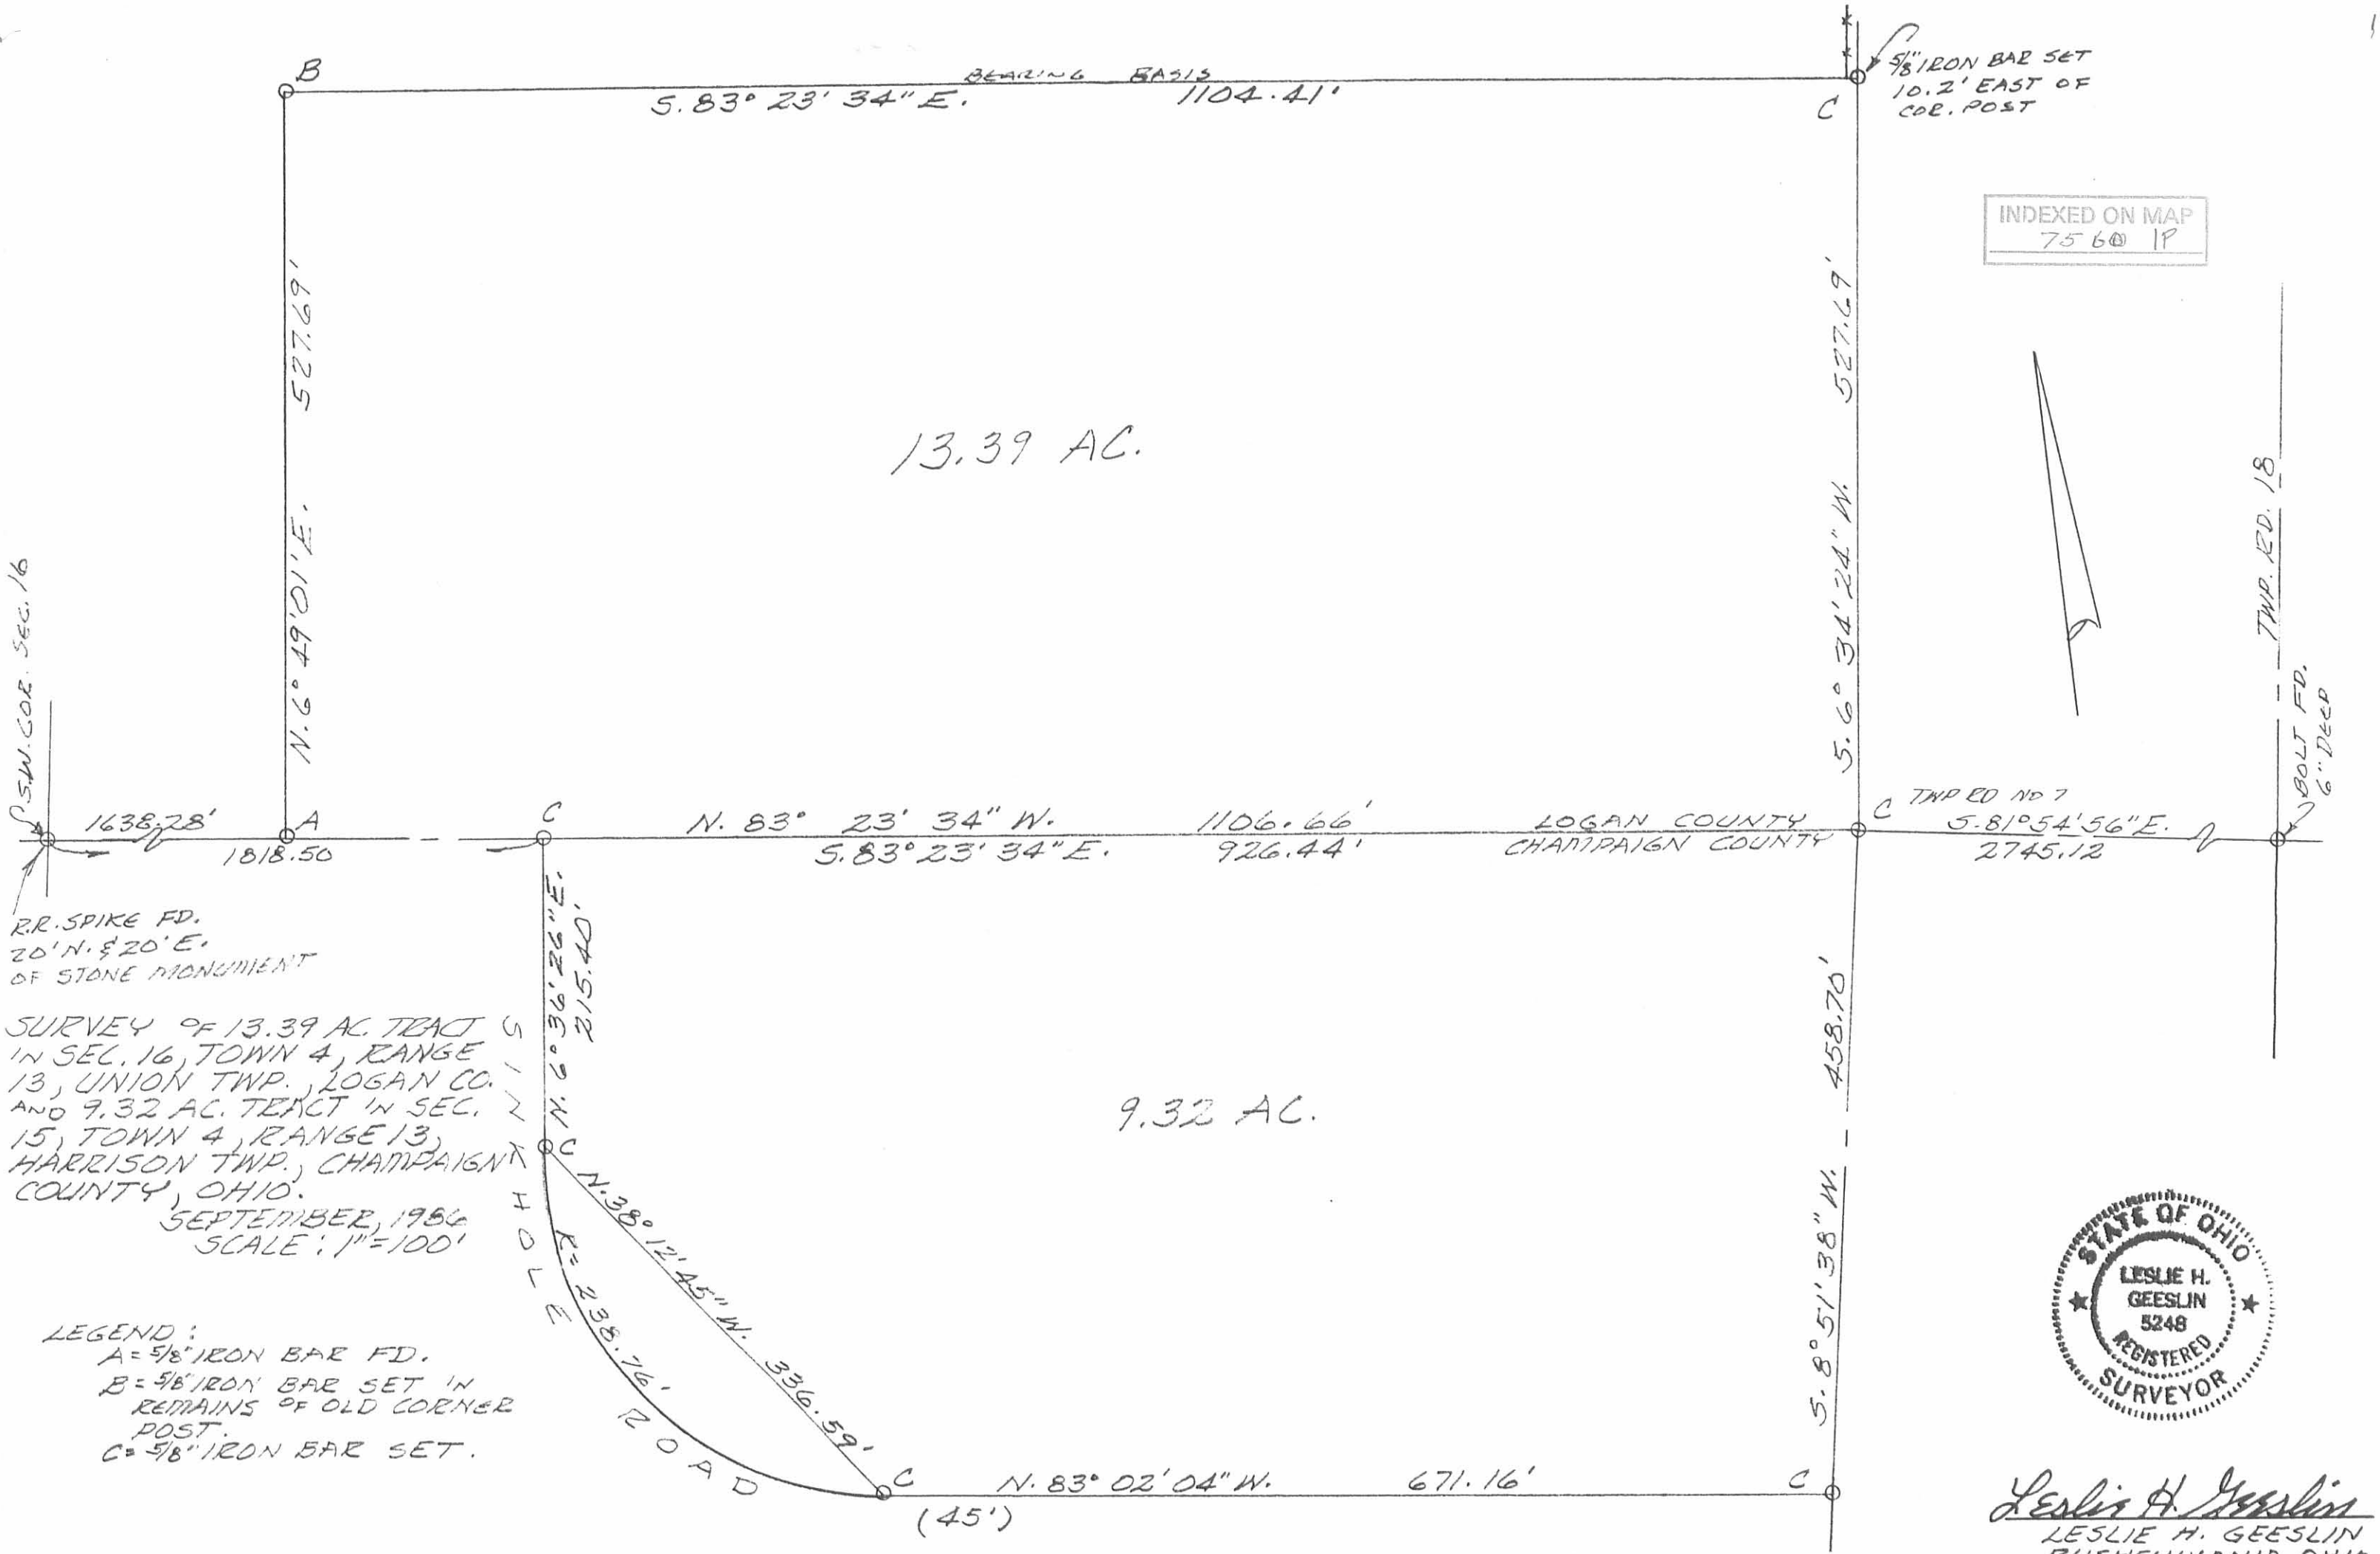 B
BEARING BASIS
S. 83° 23' 34" E. 1104.41'
5/8" IRON BAR SET
10.2' EAST OF
COR. POST
C
INDEXED ON MAP
1P
N. 6° 49' 01" E. 527.69'
13.39 AC.
S. 6° 34' 24" W. 527.69'
TWP. RD. 18
BOLT FD.
6" DEEP
S.W. COR. SEC. 16
1638.28'
A
1818.50
C
N. 83° 23' 34" W. 1106.66'
S. 83° 23' 34" E. 926.44'
LOGAN COUNTY
CHAMPAIGN COUNTY
C
TWP RD NO 7
S. 81° 54' 56" E.
2745.12
R.R. SPIKE FD.
20' N. & 20' E.
OF STONE MONUMENT
N. 6° 36' 26" E.
215.40'
SURVEY OF 13.39 AC. TRACT
IN SEC. 16, TOWN 4, RANGE
13, UNION TWP., LOGAN CO.
AND 9.32 AC. TRACT IN SEC.
15, TOWN 4, RANGE 13,
HARRISON TWP., CHAMPAIGN
COUNTY, OHIO.
SEPTEMBER, 1986
SCALE: 1"=100'
SINKHOLE ROAD
C
N. 38° 12' 45" W. 336.59'
R= 238.76'
9.32 AC.
S. 8° 51' 38" W. 458.70'
LEGEND:
A= 5/8" IRON BAR FD.
B= 5/8" IRON BAR SET IN
REMAINS OF OLD CORNER
POST.
C= 5/8" IRON BAR SET.
C
N. 83° 02' 04" W. 671.16'
C
(45')
STATE OF OHIO
LESLIE H.
GEESLIN
5248
REGISTERED
SURVEYOR
Leslie H. Geeslin
LESLIE H. GEESLIN